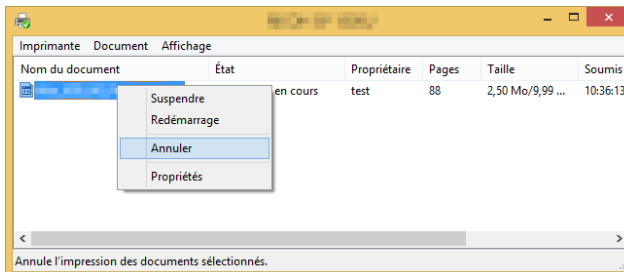 Imprimante Document Affichage
Nom du document État Propriétaire Pages Taille Soumis
en cours test 88 2,50 Mo/9,99 ... 10:36:13
Suspendre
Redémarrage
Annuler
Propriétés
Annule l'impression des documents sélectionnés.